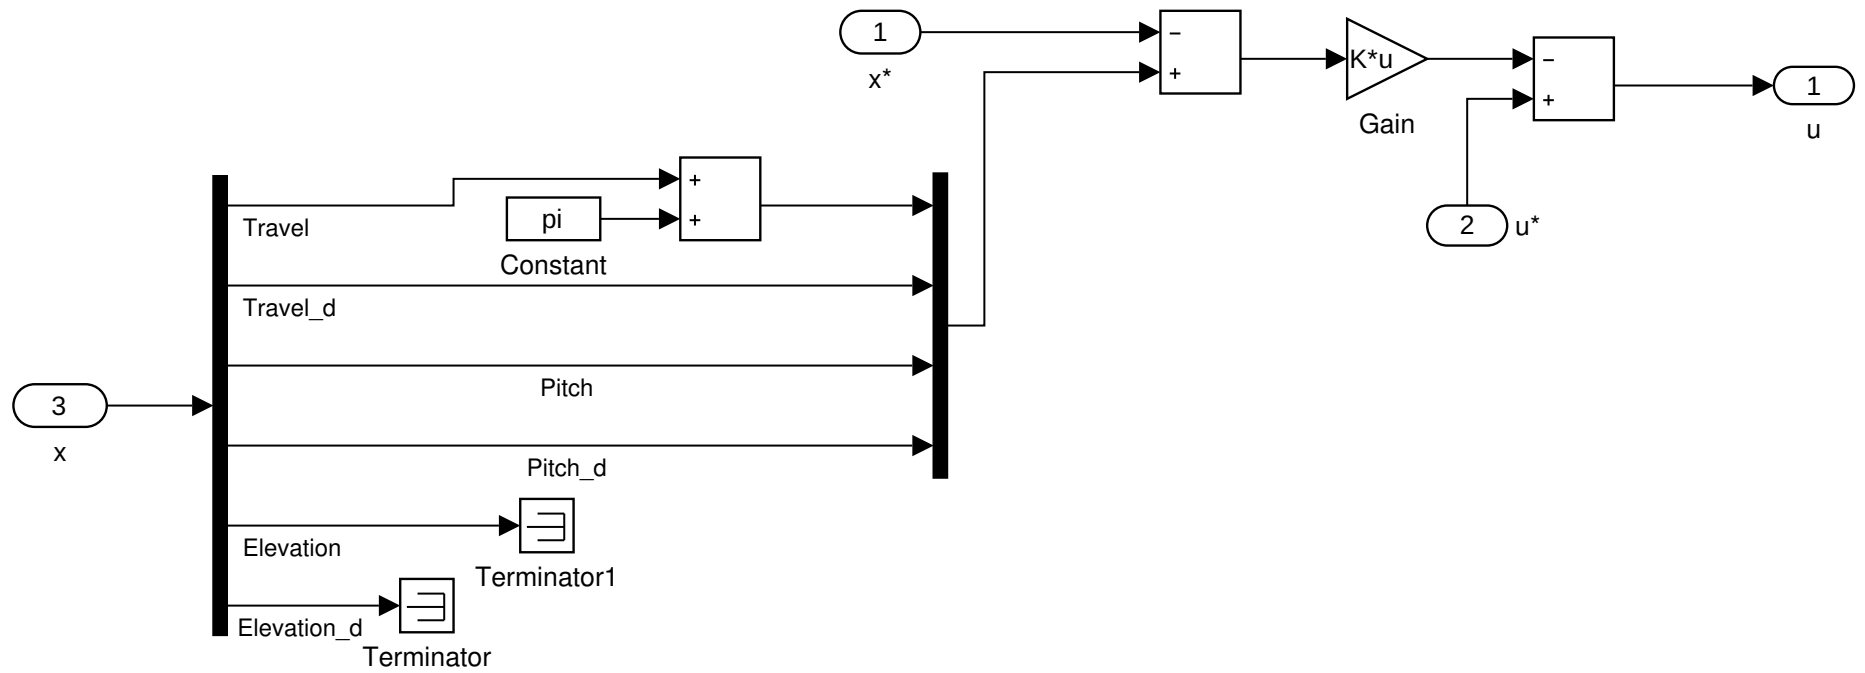 1
x*
−
+
K*u
Gain
−
+
1
u
2
u*
Travel
pi
+
+
Constant
Travel_d
Pitch
3
x
Pitch_d
Elevation
Terminator1
Elevation_d
Terminator